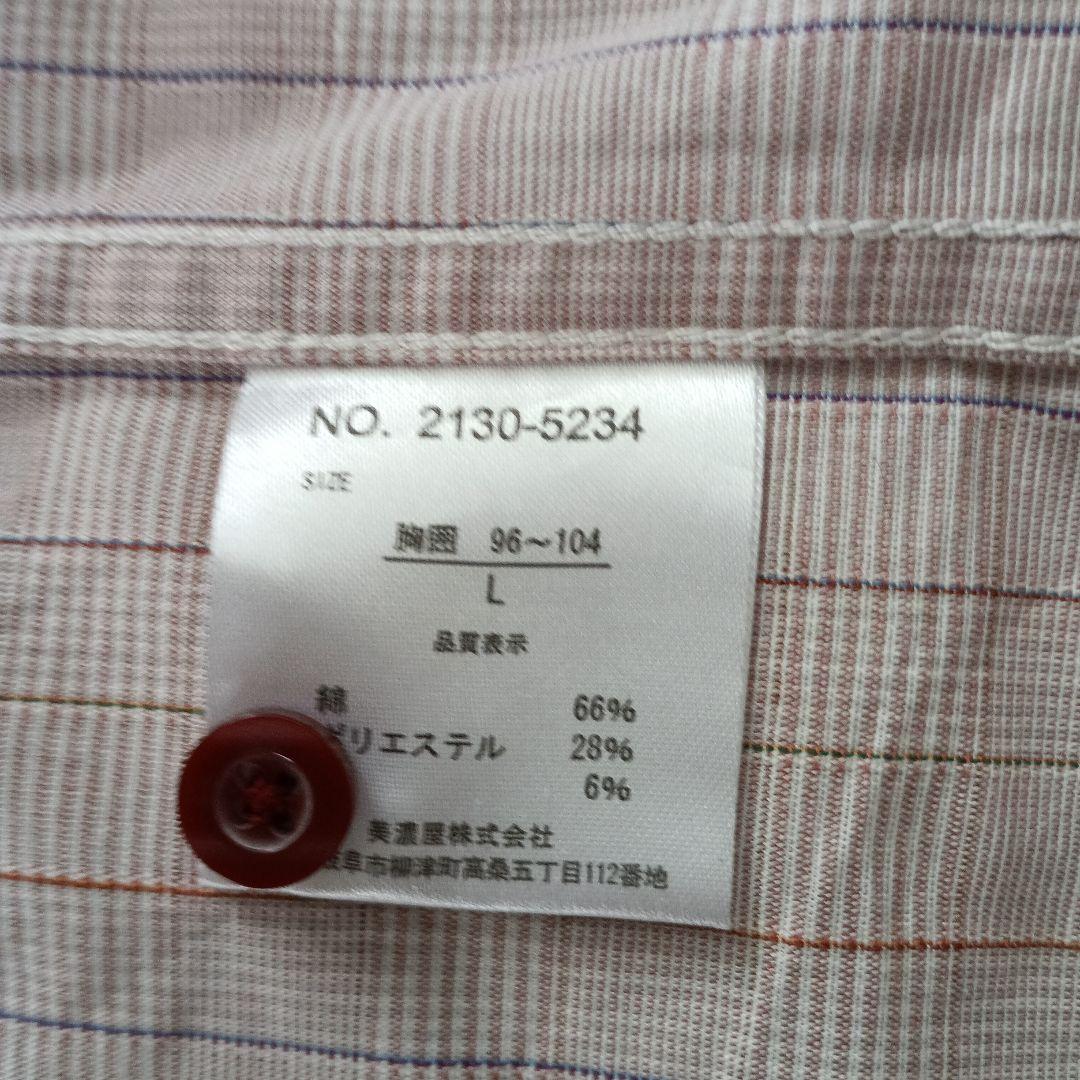 NO. 2130-5234
SIZE
胸囲 96～104
L
品質表示
綿 66%
ポリエステル 28%
6%
美濃屋株式会社
阜市柳津町高桑五丁目112番地